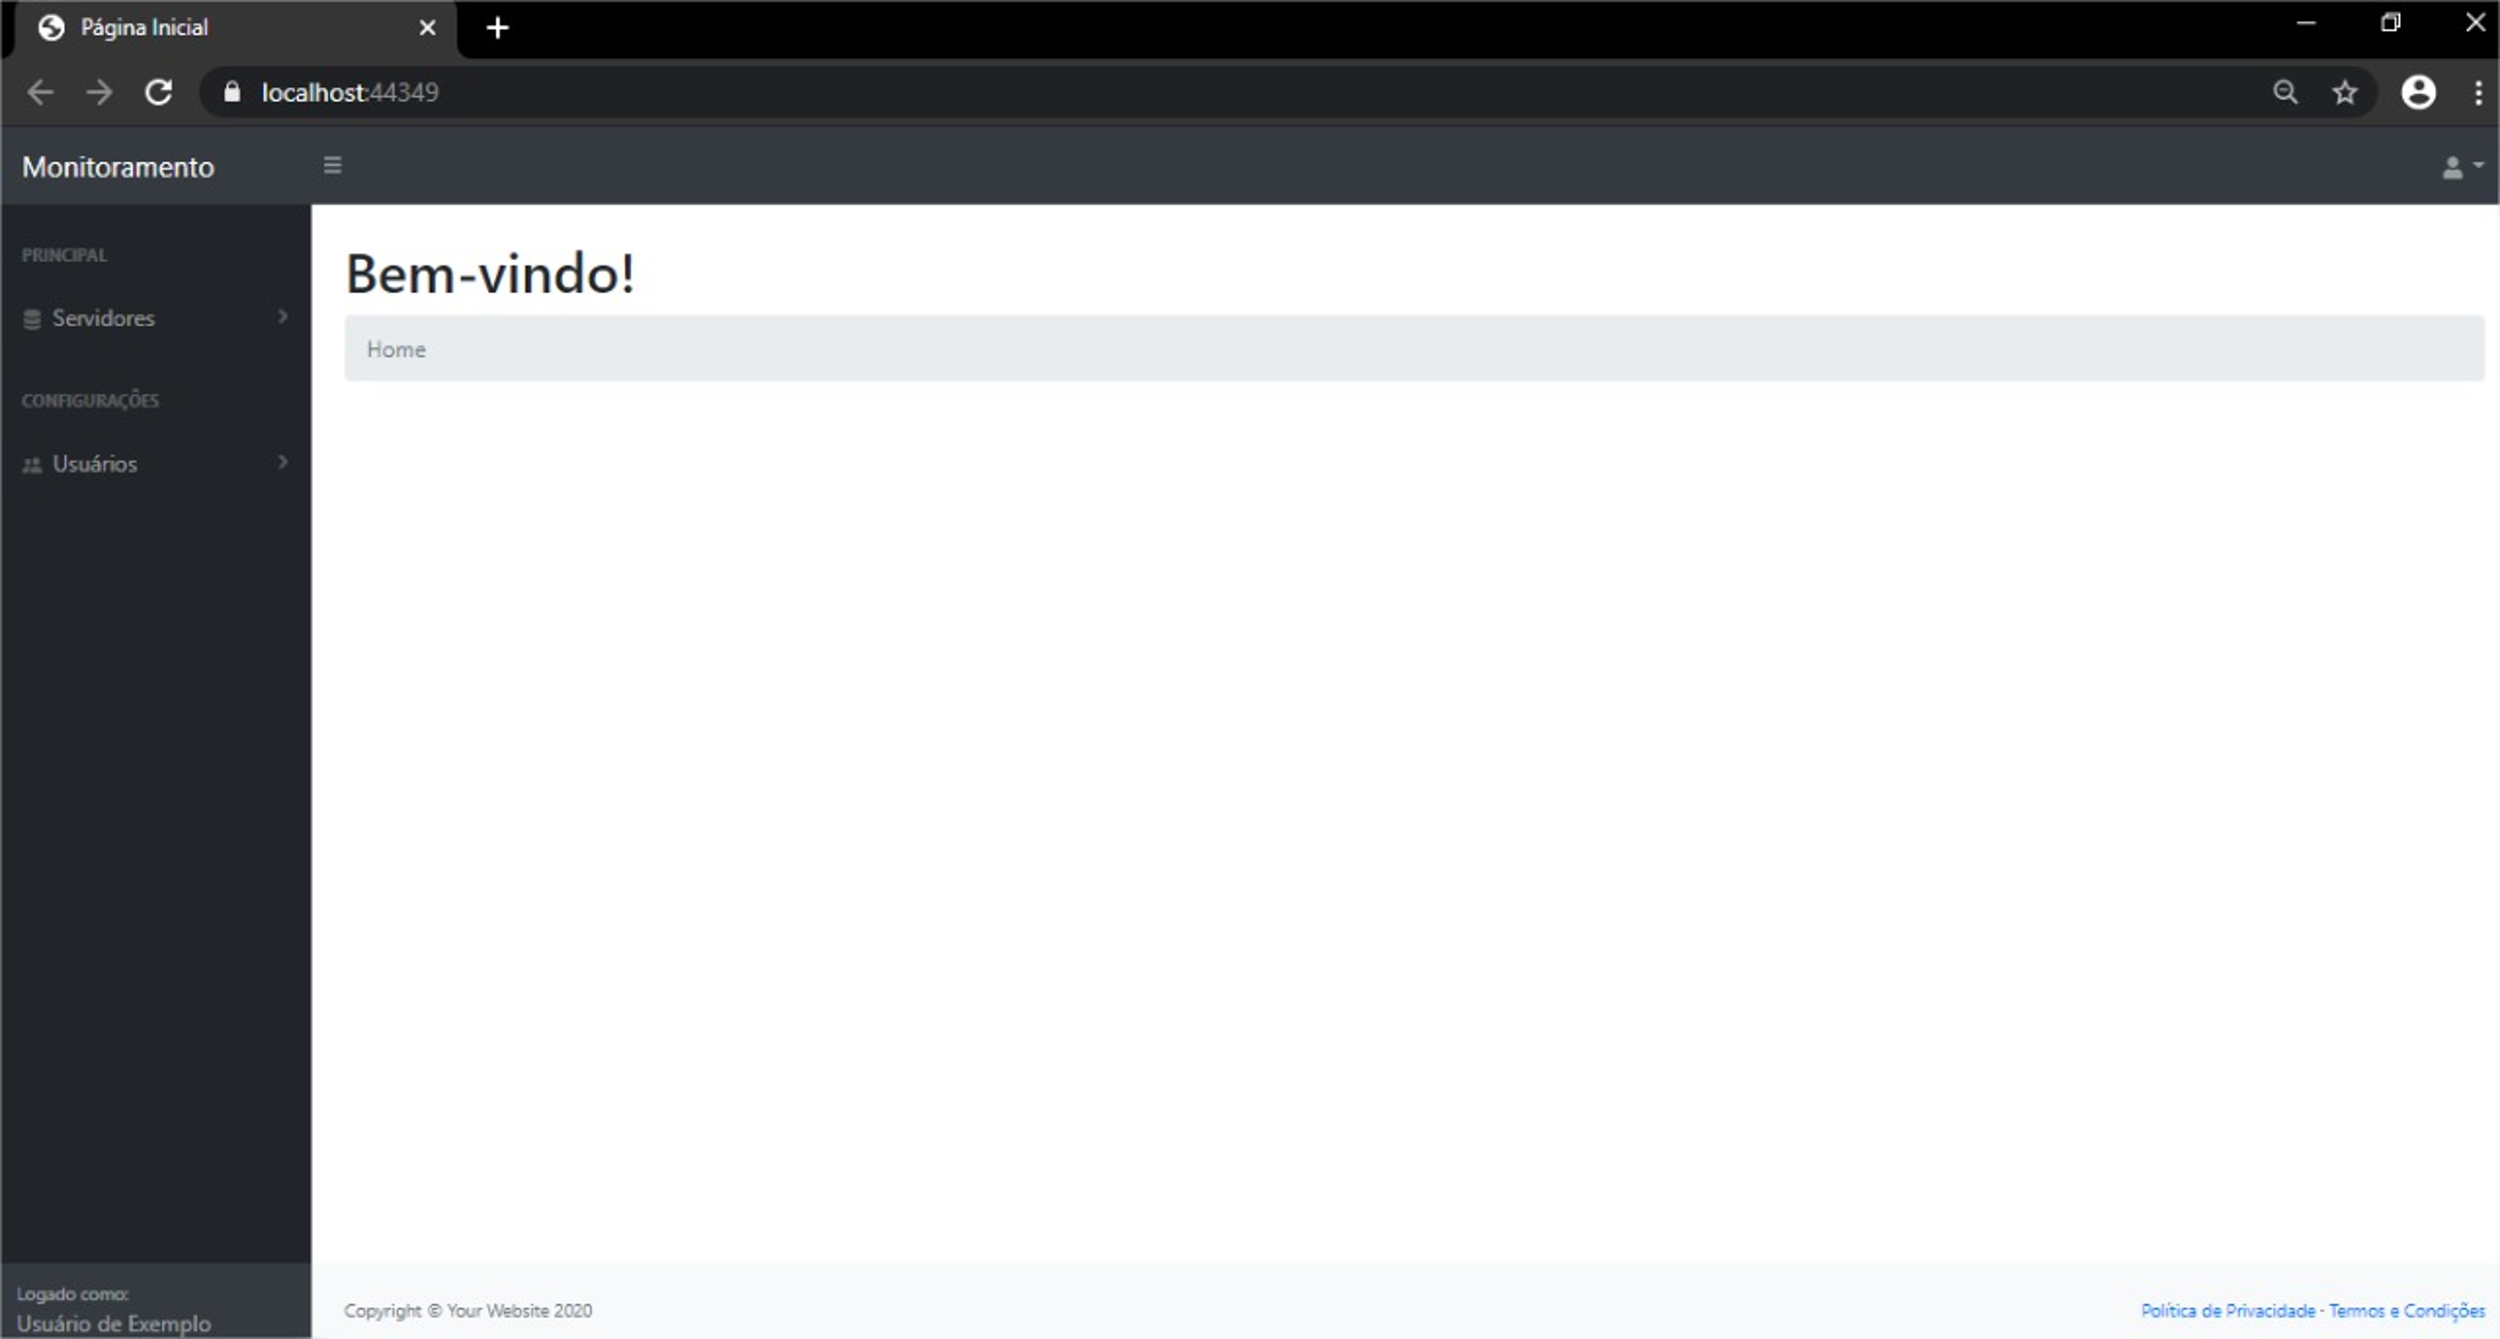 Página Inicial
localhost:44349
Monitoramento
Bem-vindo!
Home
PRINCIPAL
Servidores
CONFIGURAÇÕES
Usuários
Logado como:
Usuário de Exemplo
Copyright © Your Website 2020
Política de Privacidade · Termos e Condições